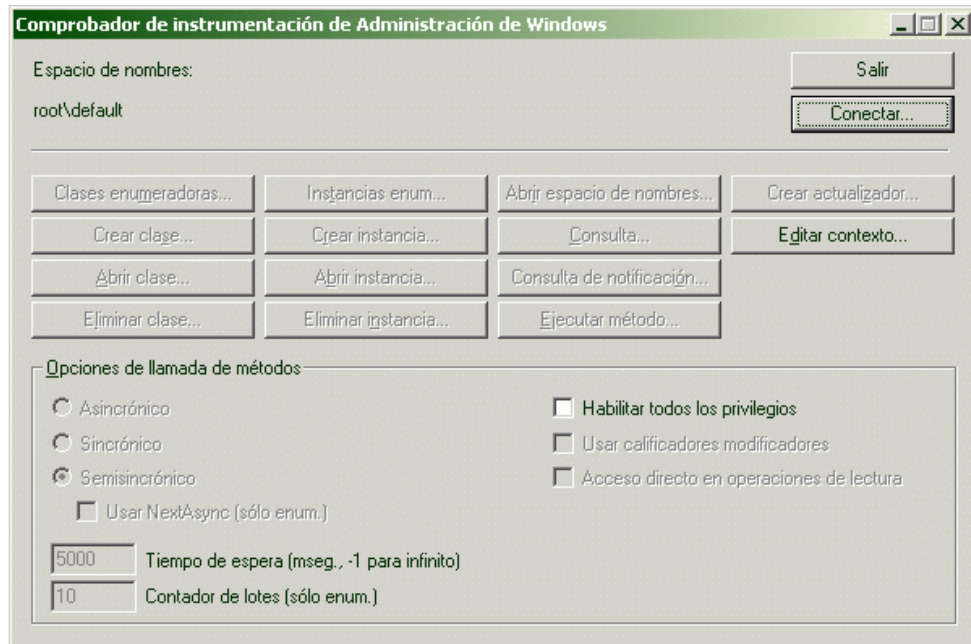 Comprobador de instrumentación de Administración de Windows
Espacio de nombres:
Salir
root\default
Conectar...
Clases enumeradoras...
Instancias enum...
Abrir espacio de nombres...
Crear actualizador...
Crear clase...
Crear instancia...
Consulta...
Editar contexto...
Abrir clase...
Abrir instancia...
Consulta de notificación...
Eliminar clase...
Eliminar instancia...
Ejecutar método...
Opciones de llamada de métodos
Asincrónico
Habilitar todos los privilegios
Sincrónico
Usar calificadores modificadores
Semisincrónico
Acceso directo en operaciones de lectura
Usar NextAsync (sólo enum.)
5000 Tiempo de espera (mseg., -1 para infinito)
10 Contador de lotes (sólo enum.)